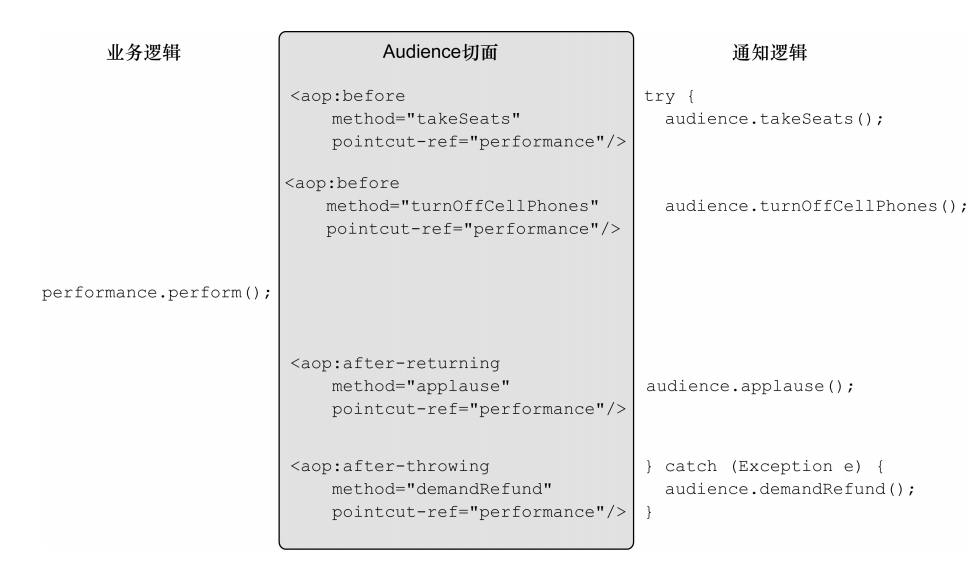 业务逻辑
Audience切面
通知逻辑
<aop:before
method="takeSeats"
pointcut-ref="performance"/>
try {
audience.takeSeats();
<aop:before
method="turnOffCellPhones"
pointcut-ref="performance"/>
audience.turnOffCellPhones();
performance.perform();
<aop:after-returning
method="applause"
pointcut-ref="performance"/>
audience.applause();
<aop:after-throwing
method="demandRefund"
pointcut-ref="performance"/>
} catch (Exception e) {
audience.demandRefund();
}